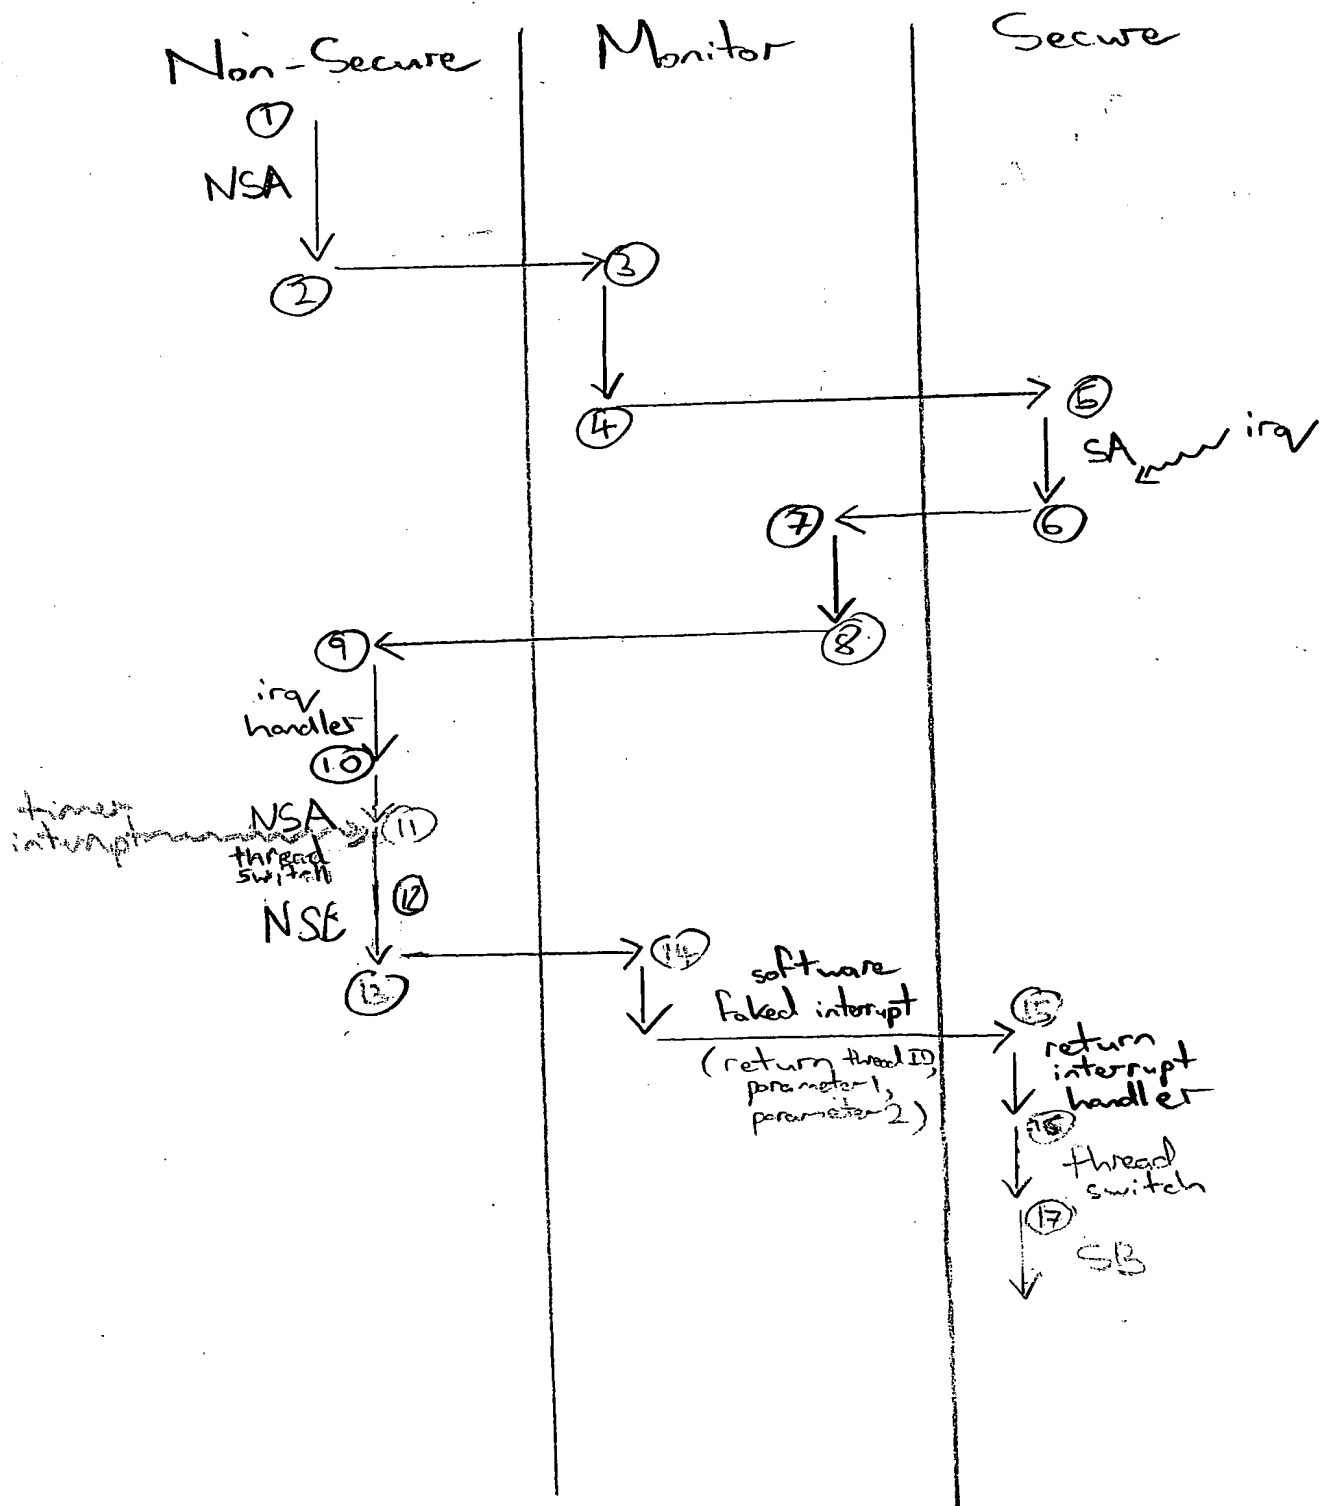 Non-Secure
Monitor
Secure
1
NSA
2
3
4
5
SA
irq
6
7
8
9
irq
handler
10
timer
interrupt
NSA
11
thread
switch
12
13
14
software
faked interrupt
(return thread ID,
parameter 1,
parameter 2)
15
return
interrupt
handler
16
thread
switch
17
SB